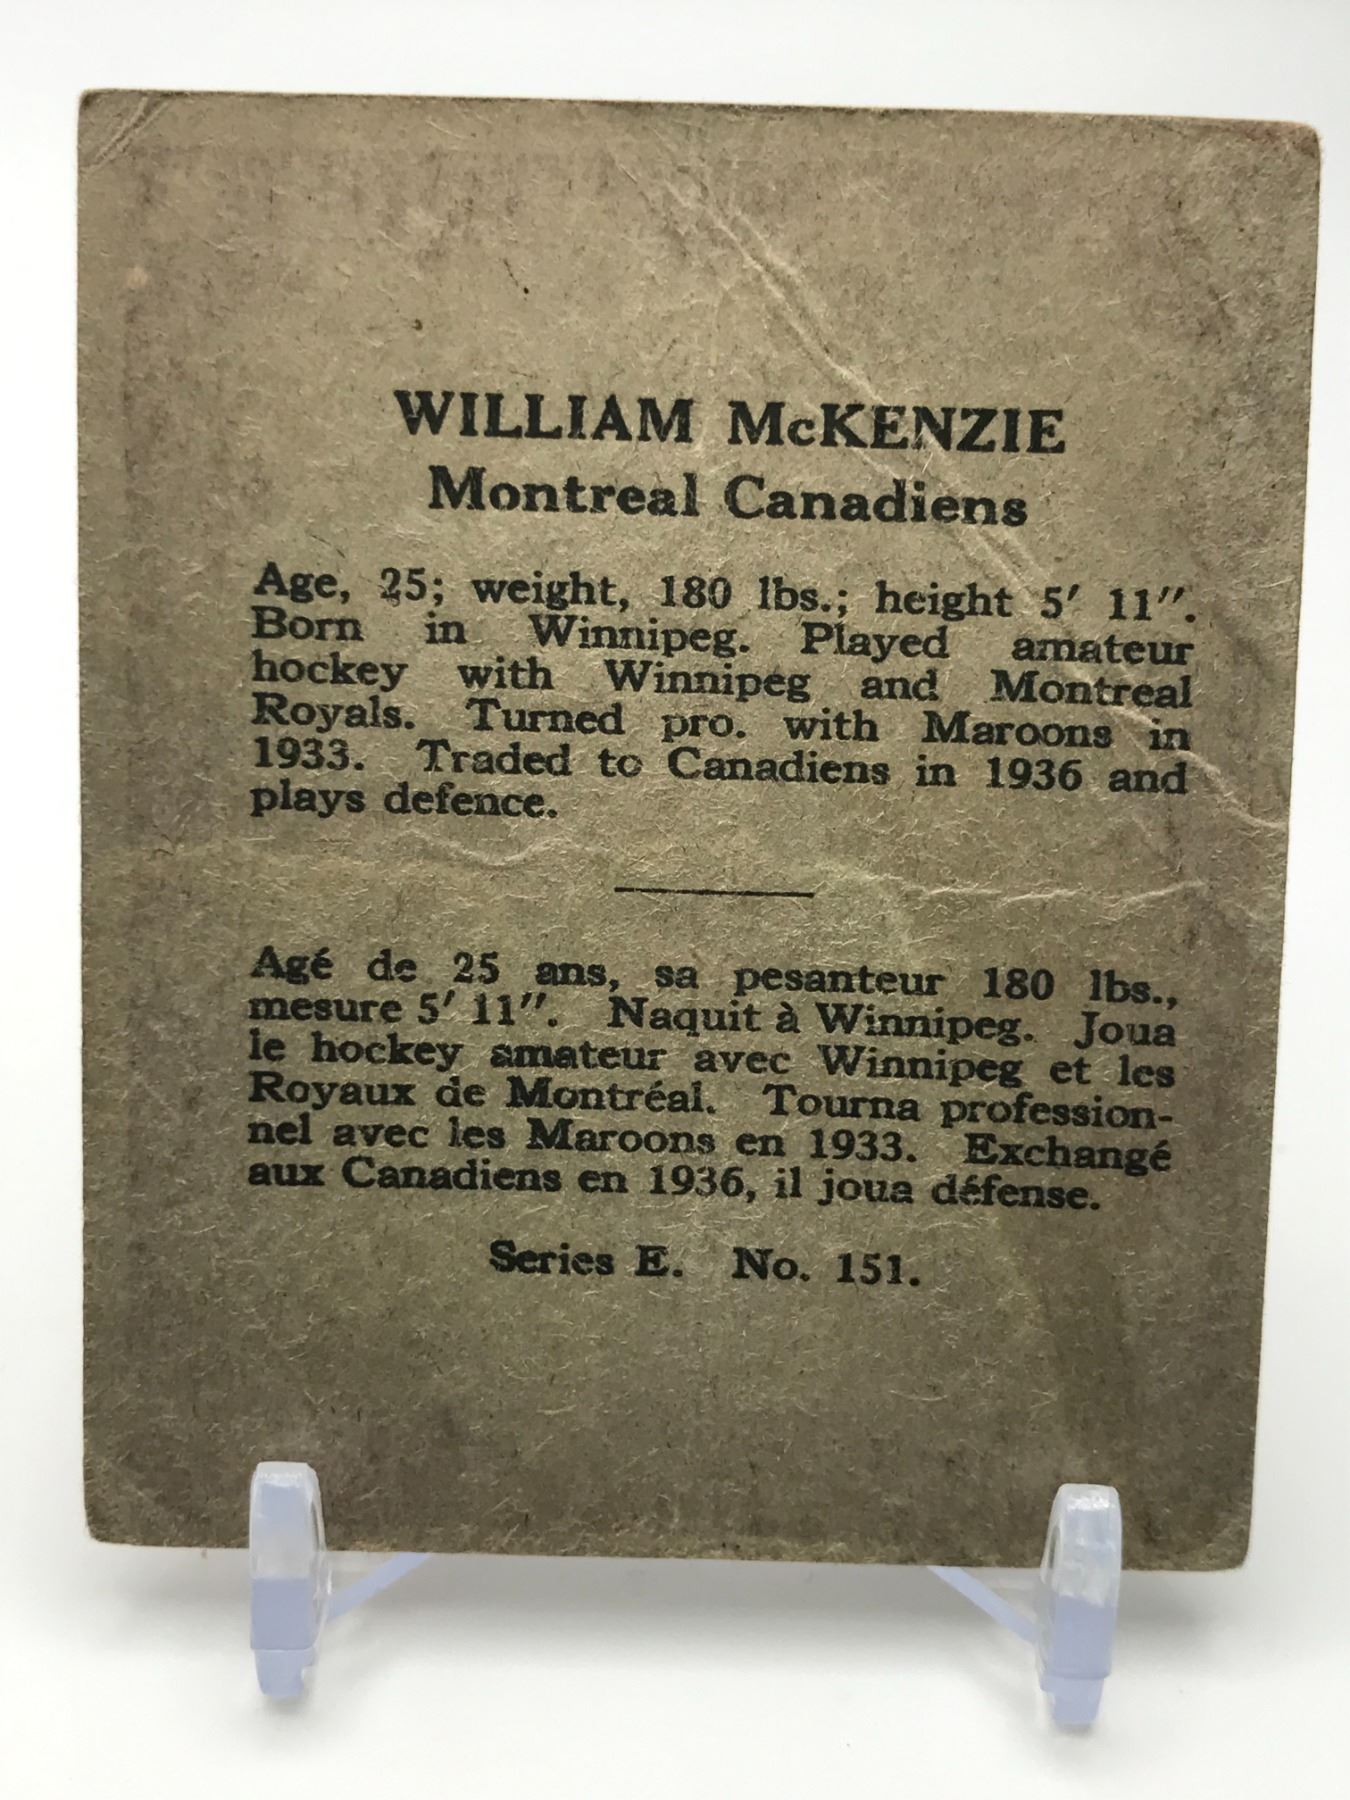 WILLIAM McKENZIE
Montreal Canadiens
Age, 25; weight, 180 lbs.; height 5′ 11″.
Born in Winnipeg. Played amateur
hockey with Winnipeg and Montreal
Royals. Turned pro. with Maroons in
1933. Traded to Canadiens in 1936 and
plays defence.
Agé de 25 ans, sa pesanteur 180 lbs.,
mesure 5′ 11″. Naquit à Winnipeg. Joua
le hockey amateur avec Winnipeg et les
Royaux de Montréal. Tourna profession-
nel avec les Maroons en 1933. Exchangé
aux Canadiens en 1936, il joua défense.
Series E. No. 151.